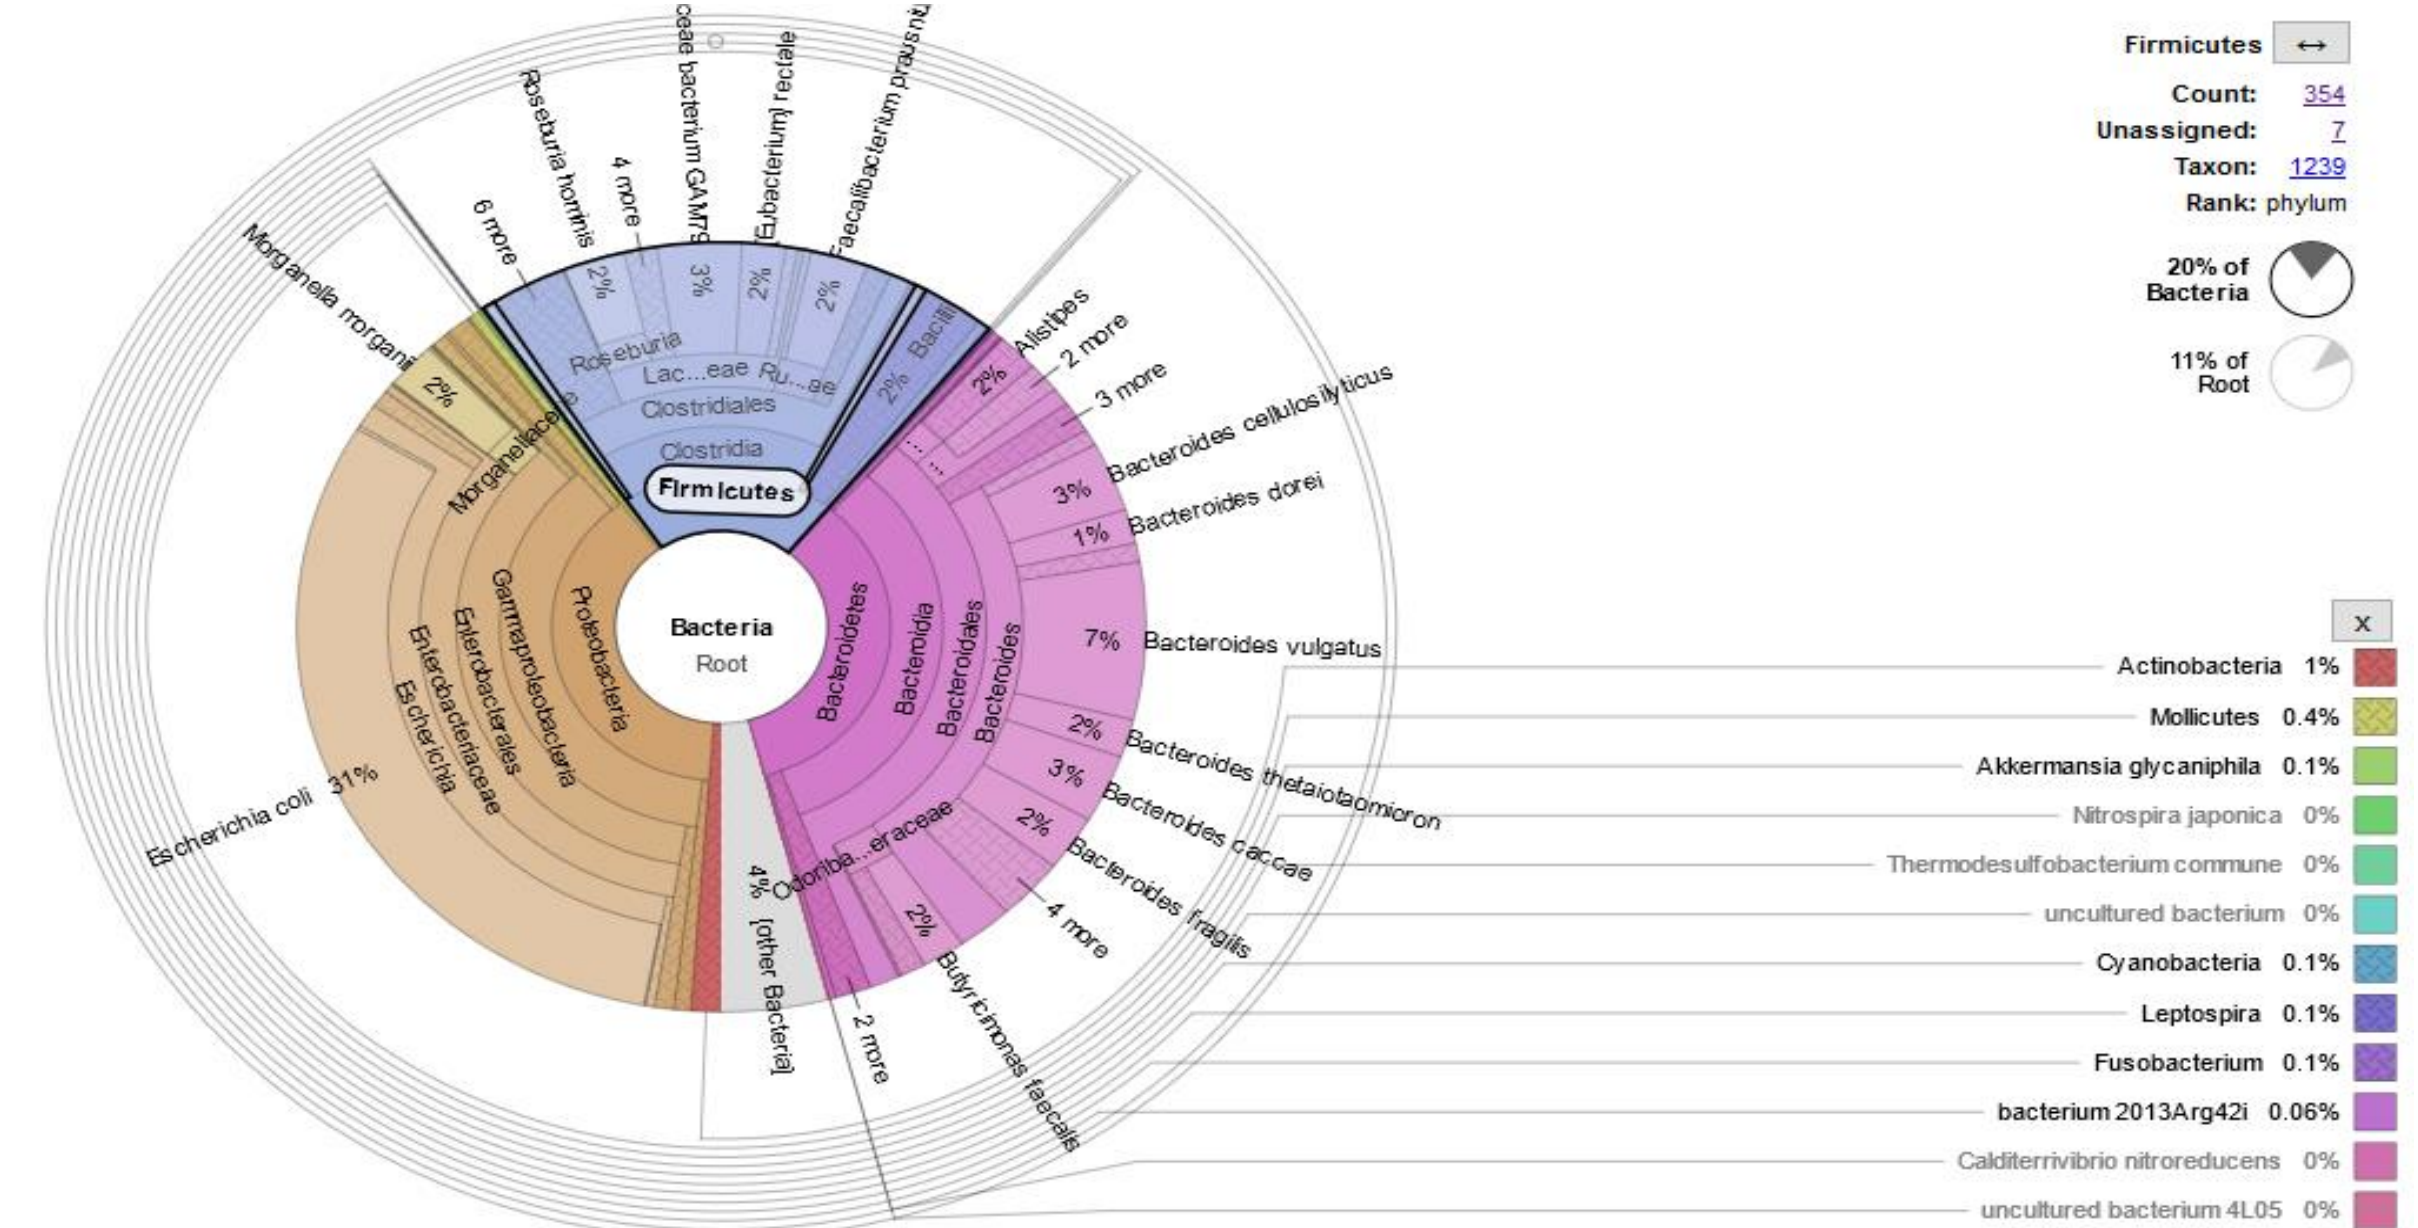 Firmicutes ↔
Count: 354
Unassigned: 7
Taxon: 1239
Rank: phylum
20% of
Bacteria
11% of
Root
6 more
Roseburia hominis
4 more
ceae bacterium GAM79
[Eubacterium] rectale
Faecalibacterium prausni
2%
3%
2%
2%
Roseburia
Lac...eae
Ru...ae
Clostridiales
Clostridia
Firmicutes
Bacilli
2%
Morganella morganii
2%
Morganellaceae
Alistipes
2%
2 more
3 more
... ...
Bacteroides cellulosilyticus
3%
Bacteroides dorei
1%
Bacteroides vulgatus
7%
Bacteroides thetaiotaomicron
2%
Bacteroides caccae
3%
Bacteroides fragilis
2%
4 more
Butyricimonas faecalis
2%
2 more
Odoriba...eraceae
Bacteroidetes
Bacteroidia
Bacteroidales
Bacteroides
Bacteria
Root
Proteobacteria
Gammaproteobacteria
Enterobacterales
Enterobacteriaceae
Escherichia
Escherichia coli 31%
4% [other Bacteria]
x
Actinobacteria 1%
Mollicutes 0.4%
Akkermansia glycaniphila 0.1%
Nitrospira japonica 0%
Thermodesulfobacterium commune 0%
uncultured bacterium 0%
Cyanobacteria 0.1%
Leptospira 0.1%
Fusobacterium 0.1%
bacterium 2013Arg42i 0.06%
Calditerrivibrio nitroreducens 0%
uncultured bacterium 4L05 0%